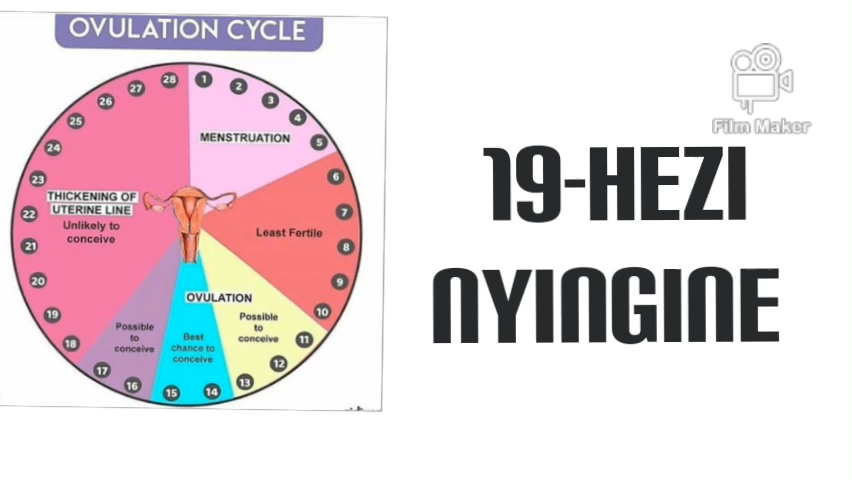 OVULATION CYCLE
1
2
3
4
5
6
7
8
9
10
11
12
13
14
15
16
17
18
19
20
21
22
23
24
25
26
27
28
MENSTRUATION
Least Fertile
OVULATION
Possible
to
conceive
Best
chance to
conceive
Possible
to
conceive
THICKENING OF
UTERINE LINE
Unlikely to
conceive
Film Maker
19-HEZI
NYINGINE